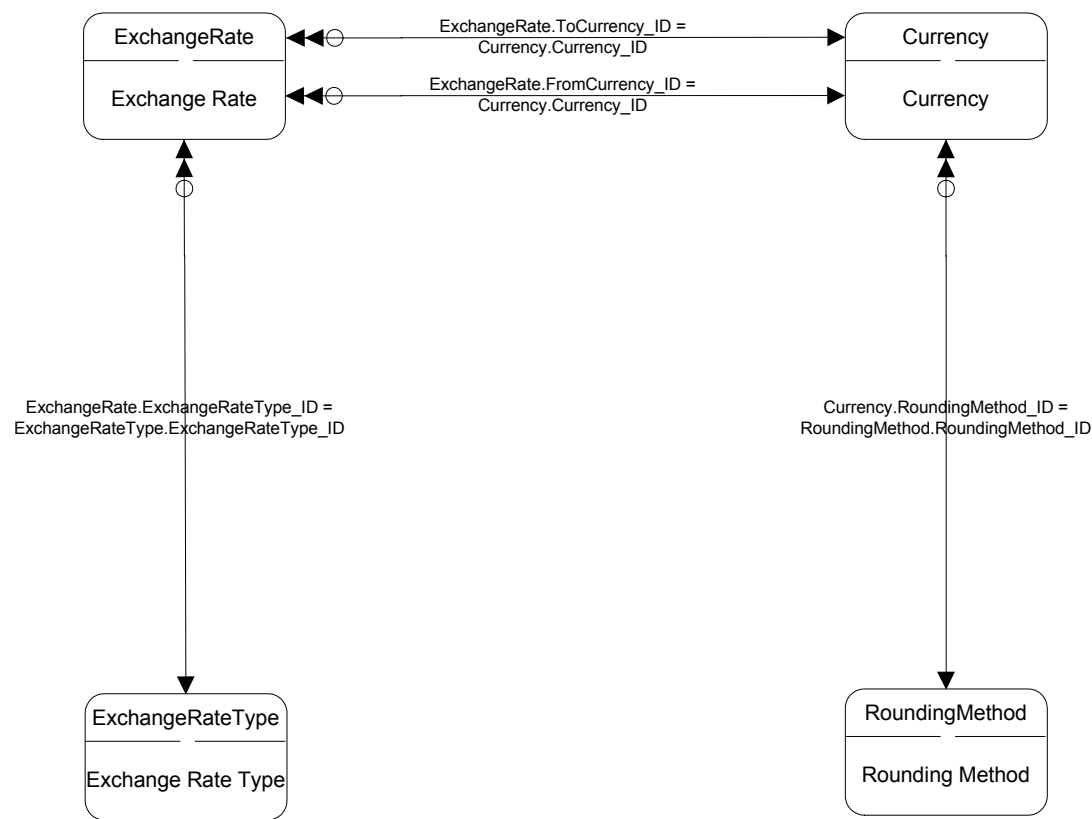 ExchangeRate
Exchange Rate
ExchangeRate.ToCurrency_ID =
Currency.Currency_ID
ExchangeRate.FromCurrency_ID =
Currency.Currency_ID
Currency
Currency
ExchangeRate.ExchangeRateType_ID =
ExchangeRateType.ExchangeRateType_ID
Currency.RoundingMethod_ID =
RoundingMethod.RoundingMethod_ID
ExchangeRateType
Exchange Rate Type
RoundingMethod
Rounding Method